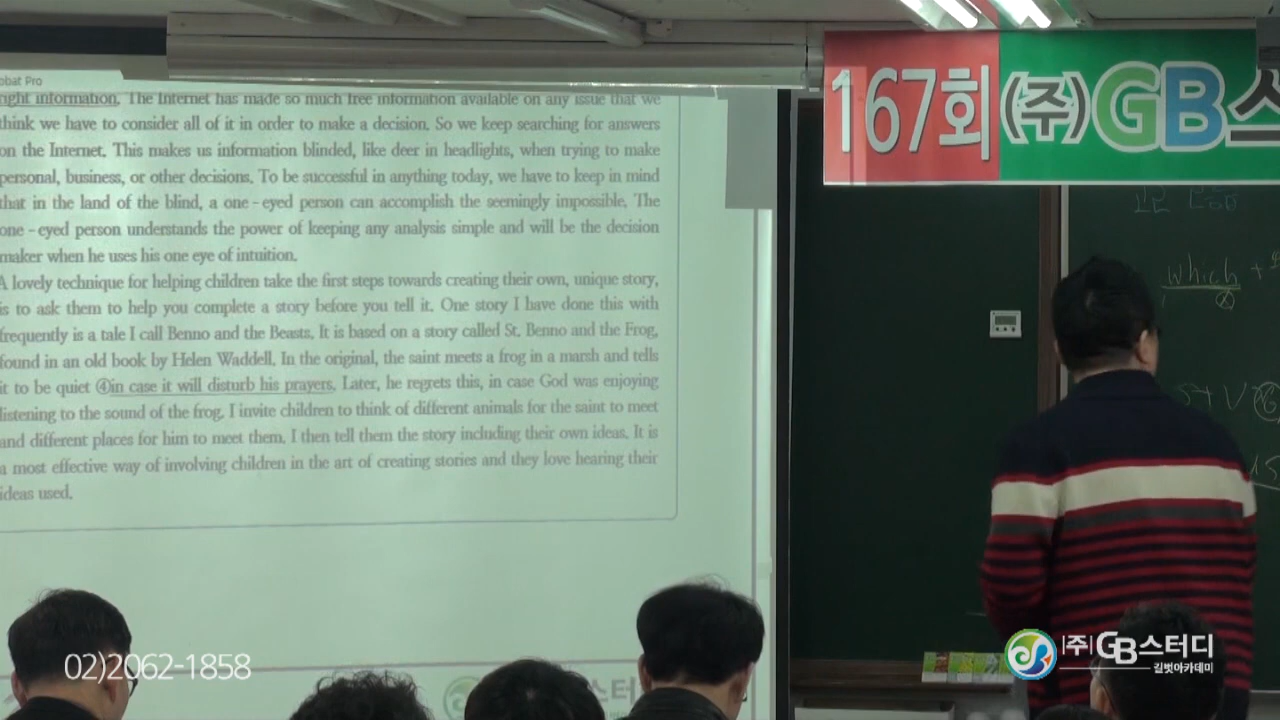 obat Pro
right information. The Internet has made so much free information available on any issue that we
think we have to consider all of it in order to make a decision. So we keep searching for answers
on the Internet. This makes us information blinded, like deer in headlights, when trying to make
personal, business, or other decisions. To be successful in anything today, we have to keep in mind
that in the land of the blind, a one-eyed person can accomplish the seemingly impossible. The
one-eyed person understands the power of keeping any analysis simple and will be the decision
maker when he uses his one eye of intuition.
A lovely technique for helping children take the first steps towards creating their own, unique story,
is to ask them to help you complete a story before you tell it. One story I have done this with
frequently is a tale I call Benno and the Beasts. It is based on a story called St. Benno and the Frog,
found in an old book by Helen Waddell. In the original, the saint meets a frog in a marsh and tells
it to be quiet ④in case it will disturb his prayers. Later, he regrets this, in case God was enjoying
listening to the sound of the frog. I invite children to think of different animals for the saint to meet
and different places for him to meet them. I then tell them the story including their own ideas. It is
a most effective way of involving children in the art of creating stories and they love hearing their
ideas used.
167회 (주)GB스
which +
S+V
02)2062-1858
(주)GB스터디
길벗아카데미